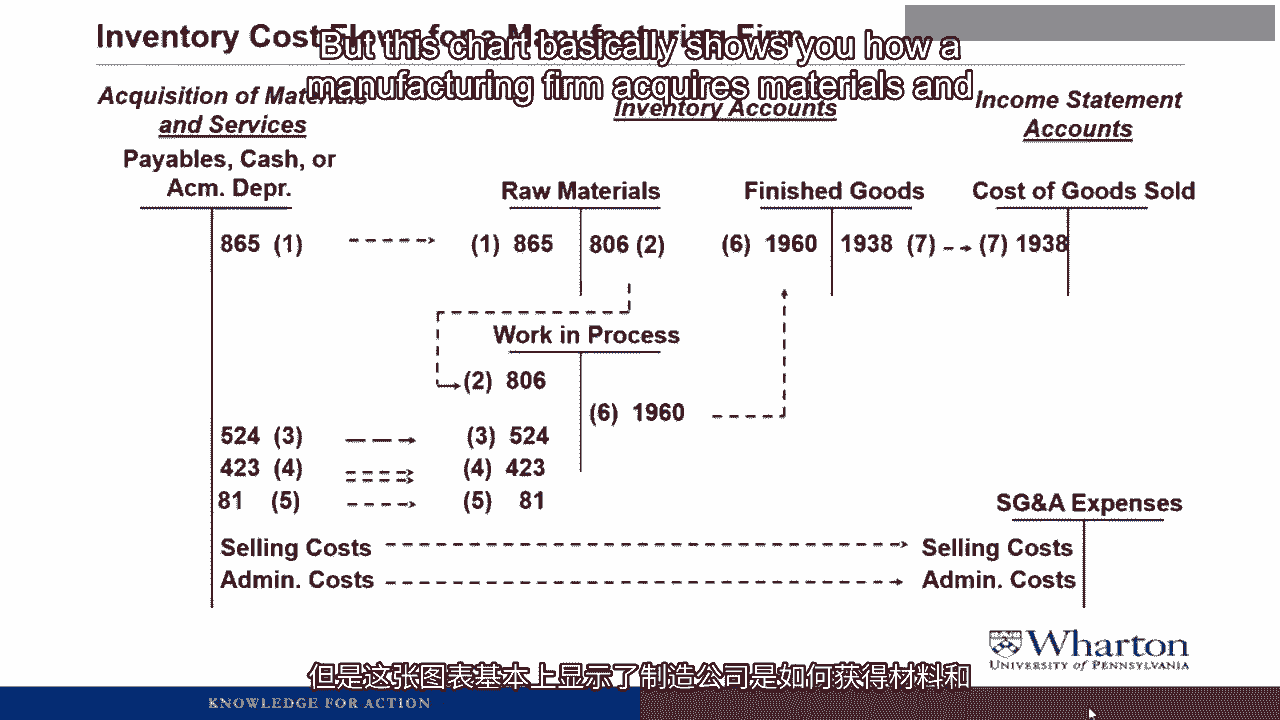 Inventory Cost Flows for a Manufacturing Firm
But this chart basically shows you how a
manufacturing firm acquires materials and
Acquisition of Materials
and Services
Inventory Accounts
Income Statement
Accounts
Payables, Cash, or
Acm. Depr.
Raw Materials
Finished Goods
Cost of Goods Sold
865 (1)
(1) 865
806 (2)
(6) 1960
1938 (7)
(7) 1938
Work in Process
(2) 806
(6) 1960
524 (3)
(3) 524
423 (4)
(4) 423
81 (5)
(5) 81
SG&A Expenses
Selling Costs
Selling Costs
Admin. Costs
Admin. Costs
Wharton
UNIVERSITY of PENNSYLVANIA
但是这张图表基本上显示了制造公司是如何获得材料和
KNOWLEDGE FOR ACTION